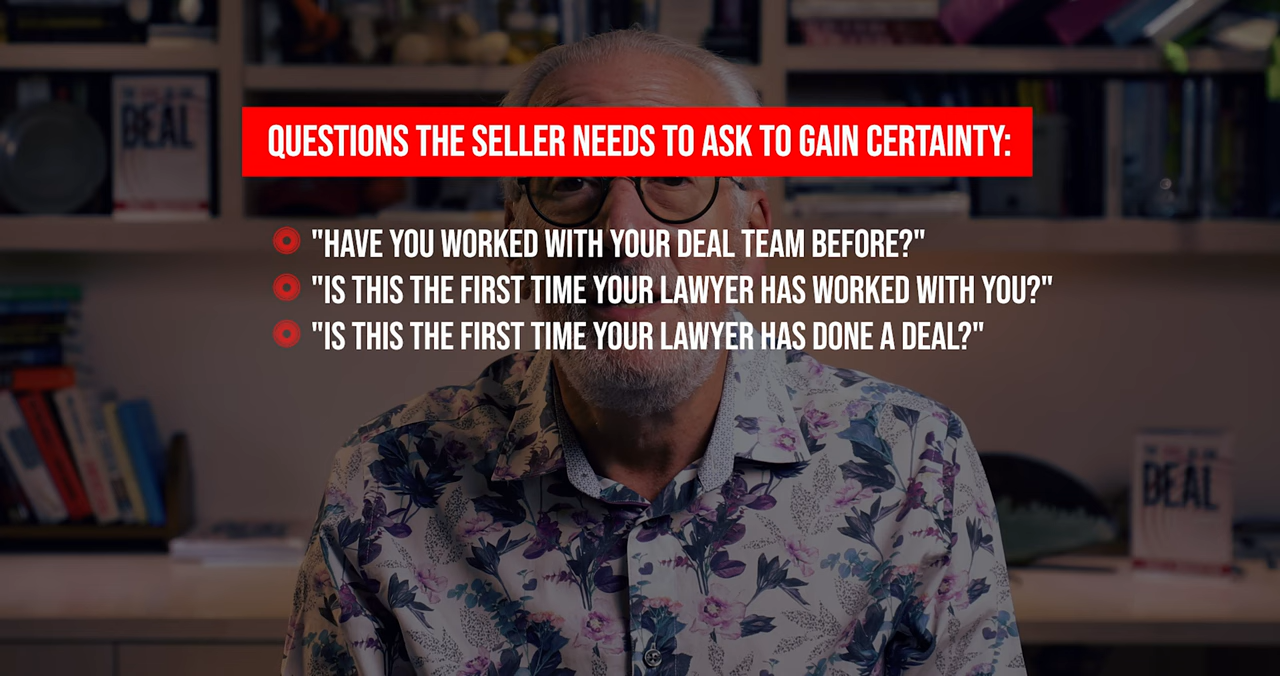 DEAL
QUESTIONS THE SELLER NEEDS TO ASK TO GAIN CERTAINTY:
"HAVE YOU WORKED WITH YOUR DEAL TEAM BEFORE?"
"IS THIS THE FIRST TIME YOUR LAWYER HAS WORKED WITH YOU?"
"IS THIS THE FIRST TIME YOUR LAWYER HAS DONE A DEAL?"
DEAL